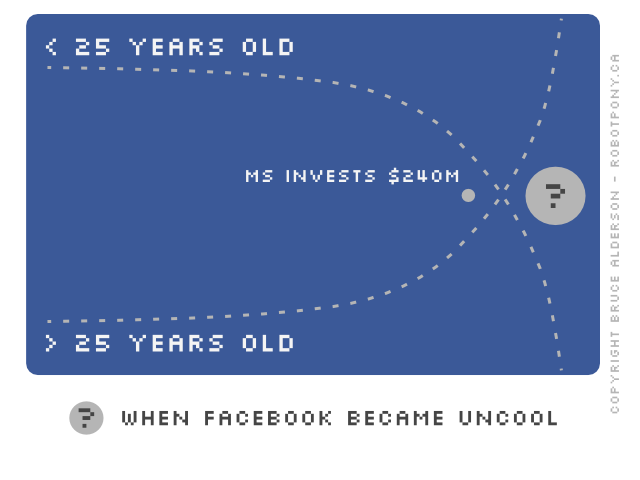 < 25 YEARS OLD
MS INVESTS $240M
?
> 25 YEARS OLD
? WHEN FACEBOOK BECAME UNCOOL
COPYRIGHT BRUCE ALDERSON - ROBOTPONY.CA